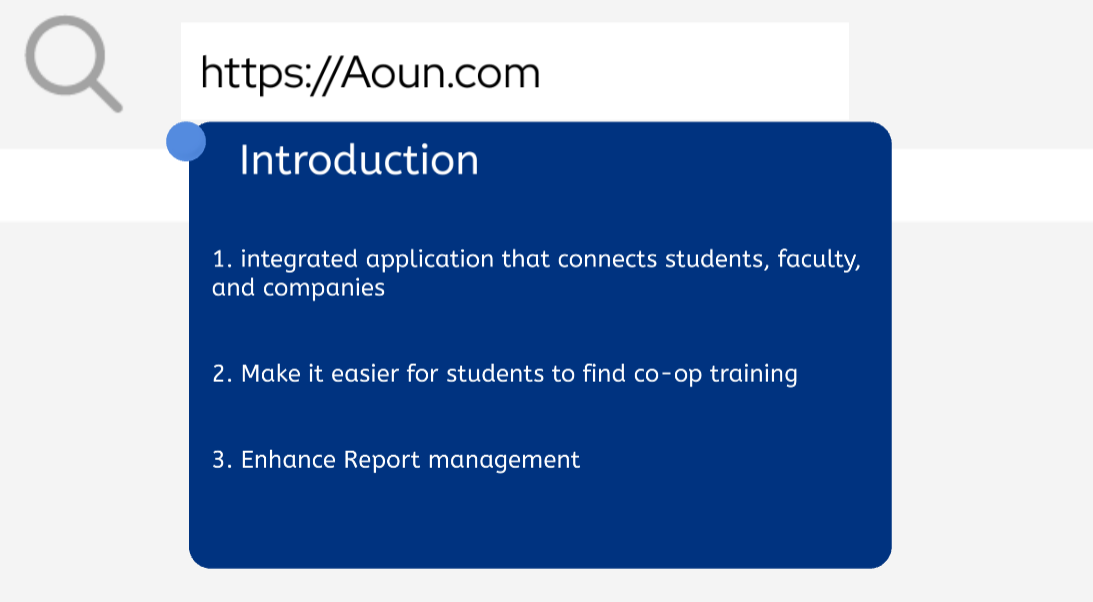 https://Aoun.com
Introduction
1. integrated application that connects students, faculty,
and companies
2. Make it easier for students to find co-op training
3. Enhance Report management